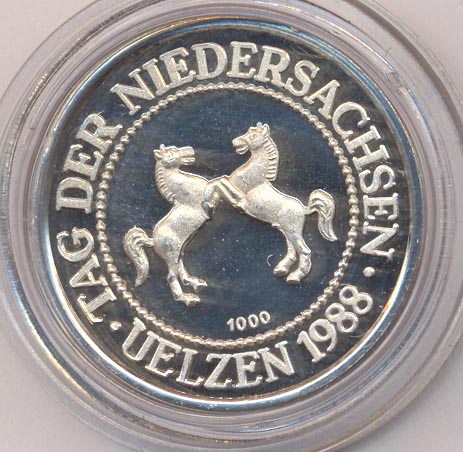 TAG DER NIEDERSACHSEN ·
UELZEN 1988 ·
1000